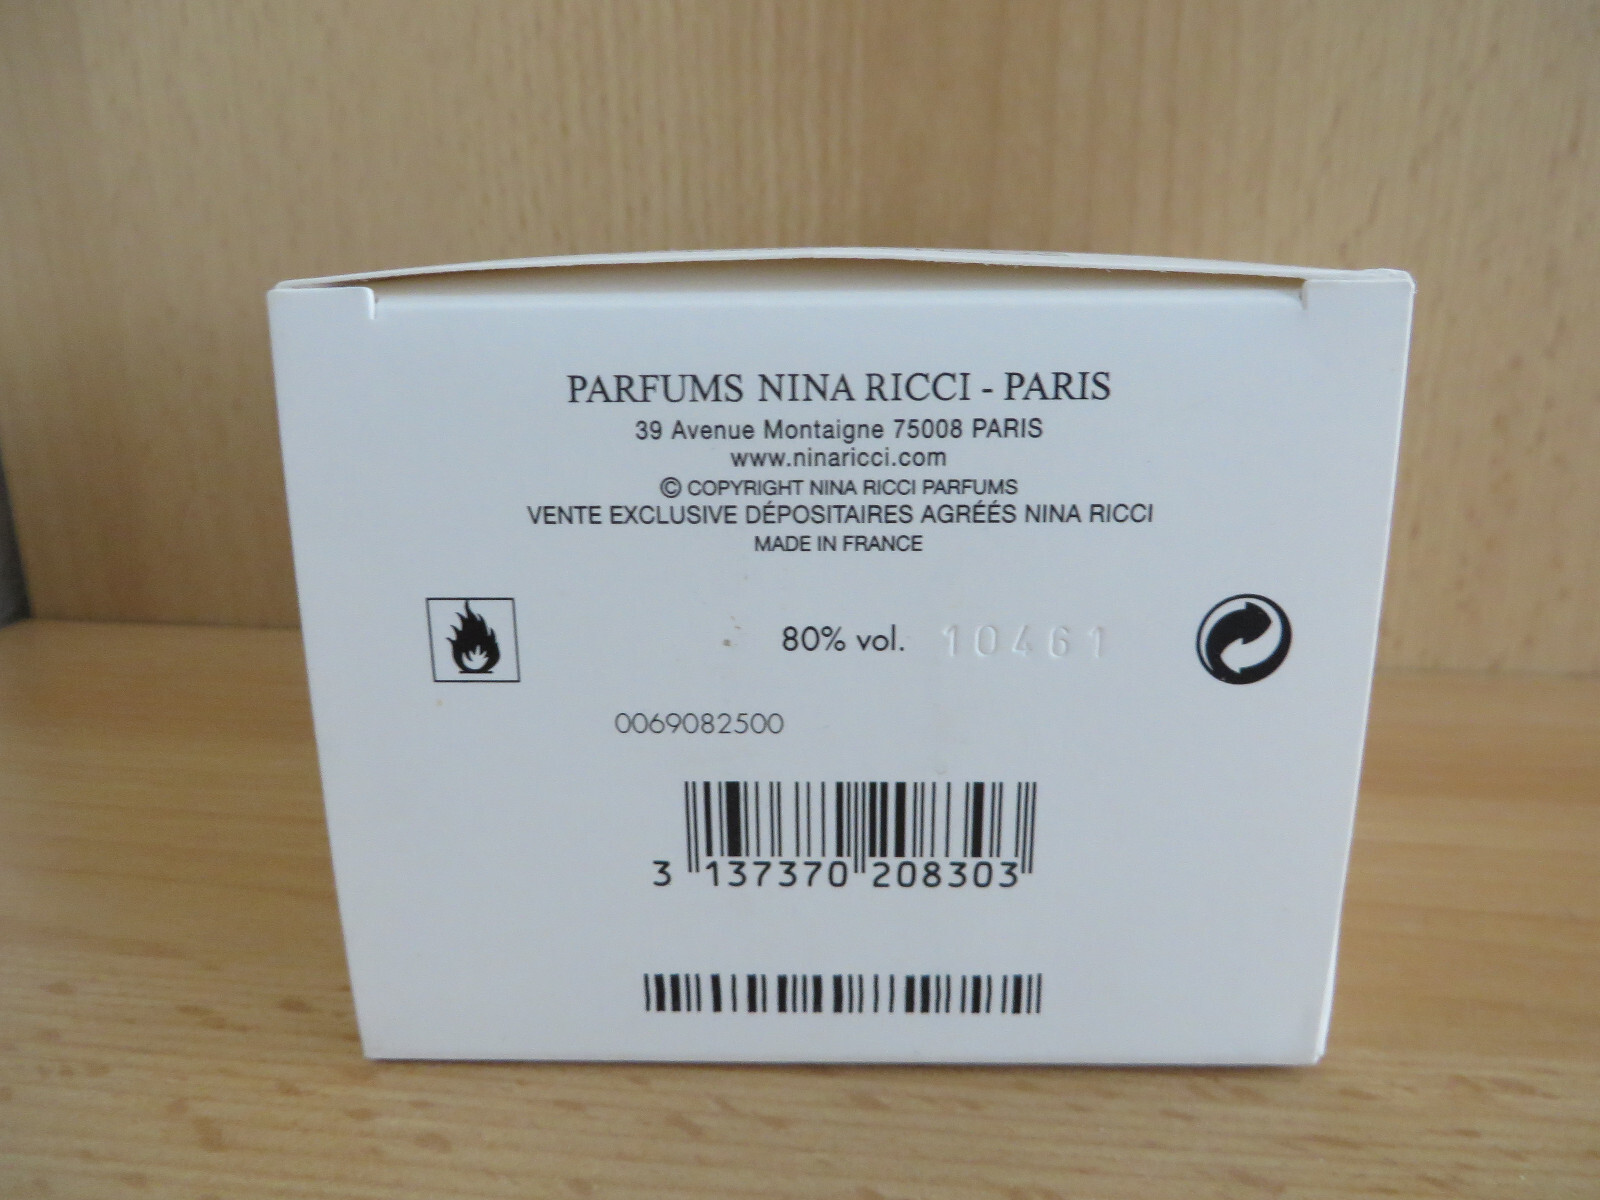 PARFUMS NINA RICCI - PARIS
39 Avenue Montaigne 75008 PARIS
www.ninaricci.com
© COPYRIGHT NINA RICCI PARFUMS
VENTE EXCLUSIVE DÉPOSITAIRES AGRÉÉS NINA RICCI
MADE IN FRANCE
80% vol. 10461
0069082500
3 137370 208303